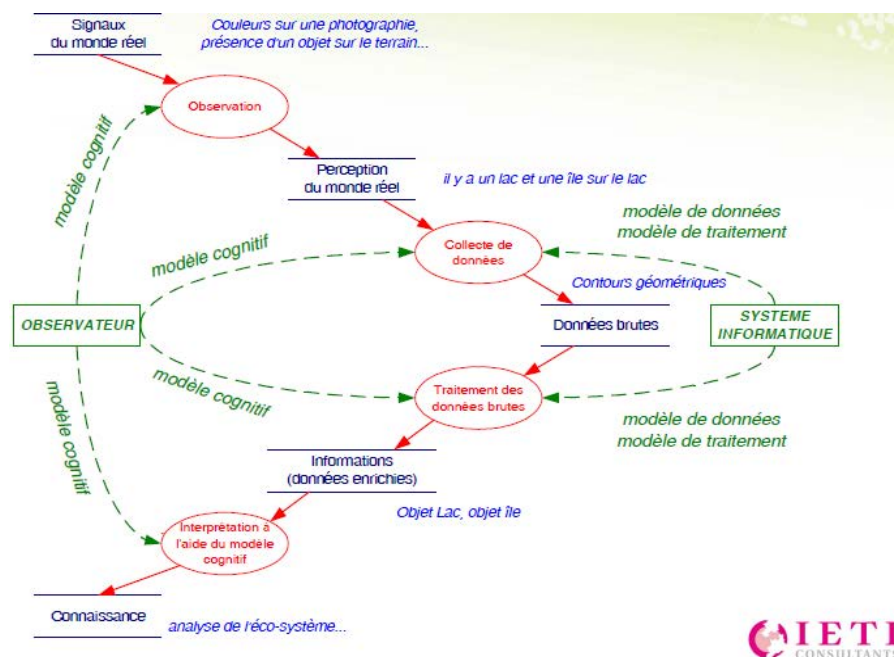 Signaux
du monde réel
Couleurs sur une photographie,
présence d'un objet sur le terrain...
Observation
modèle cognitif
Perception
du monde réel
il y a un lac et une île sur le lac
modèle de données
modèle de traitement
modèle cognitif
Collecte de
données
Contours géométriques
OBSERVATEUR
Données brutes
SYSTEME
INFORMATIQUE
modèle cognitif
Traitement des
données brutes
modèle de données
modèle de traitement
modèle cognitif
Informations
(données enrichies)
Objet Lac, objet île
Interprétation à
l'aide du modèle
cognitif
Connaissance
analyse de l'éco-système...
IETI
CONSULTANTS